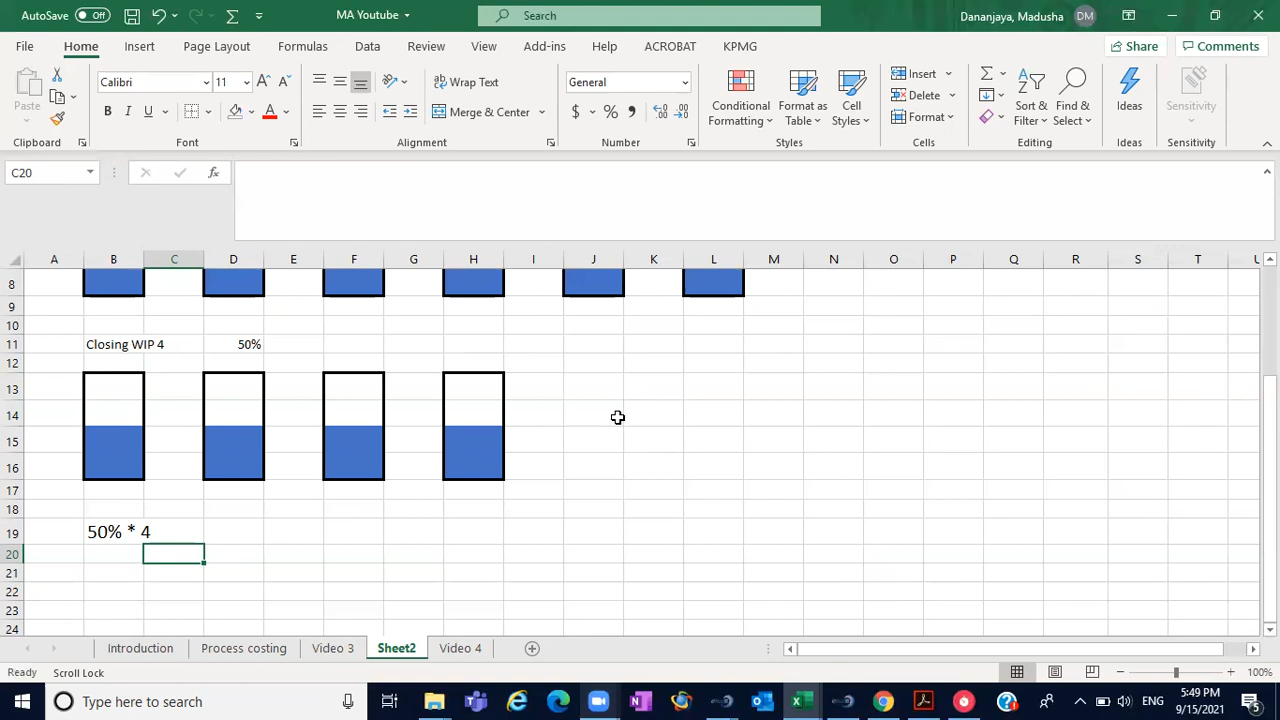 AutoSave Off MA Youtube Search Dananjaya, Madusha DM
File Home Insert Page Layout Formulas Data Review View Add-ins Help ACROBAT KPMG Share Comments
Paste Calibri 11 Wrap Text General Conditional Format as Cell Insert Sort & Find & Ideas Sensitivity
B I U A Merge & Center $ % Formatting Table Styles Delete Filter Select
Format
Clipboard Font Alignment Number Styles Cells Editing Ideas Sensitivity
C20 fx
A B C D E F G H I J K L M N O P Q R S T U
8
9
10
11 Closing WIP 4 50%
12
13
14
15
16
17
18
19 50% * 4
20
21
22
23
24
Introduction Process costing Video 3 Sheet2 Video 4
Ready Scroll Lock 100%
Type here to search ENG 5:49 PM
9/15/2021 5